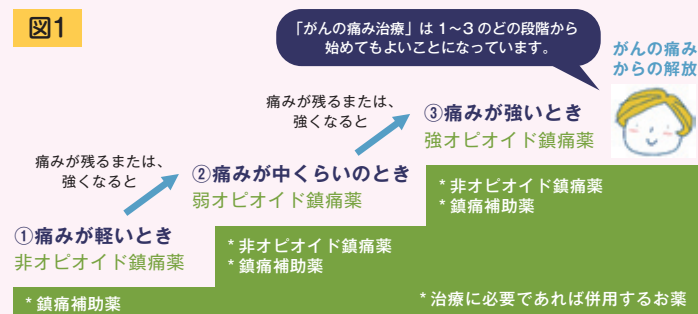 図1
「がんの痛み治療」は 1~3 のどの段階から
始めてもよいことになっています。
がんの痛み
からの解放
痛みが残るまたは、
強くなると
③痛みが強いとき
強オピオイド鎮痛薬
痛みが残るまたは、
強くなると
②痛みが中くらいのとき
弱オピオイド鎮痛薬
*非オピオイド鎮痛薬
*鎮痛補助薬
①痛みが軽いとき
非オピオイド鎮痛薬
*非オピオイド鎮痛薬
*鎮痛補助薬
*鎮痛補助薬
*治療に必要であれば併用するお薬